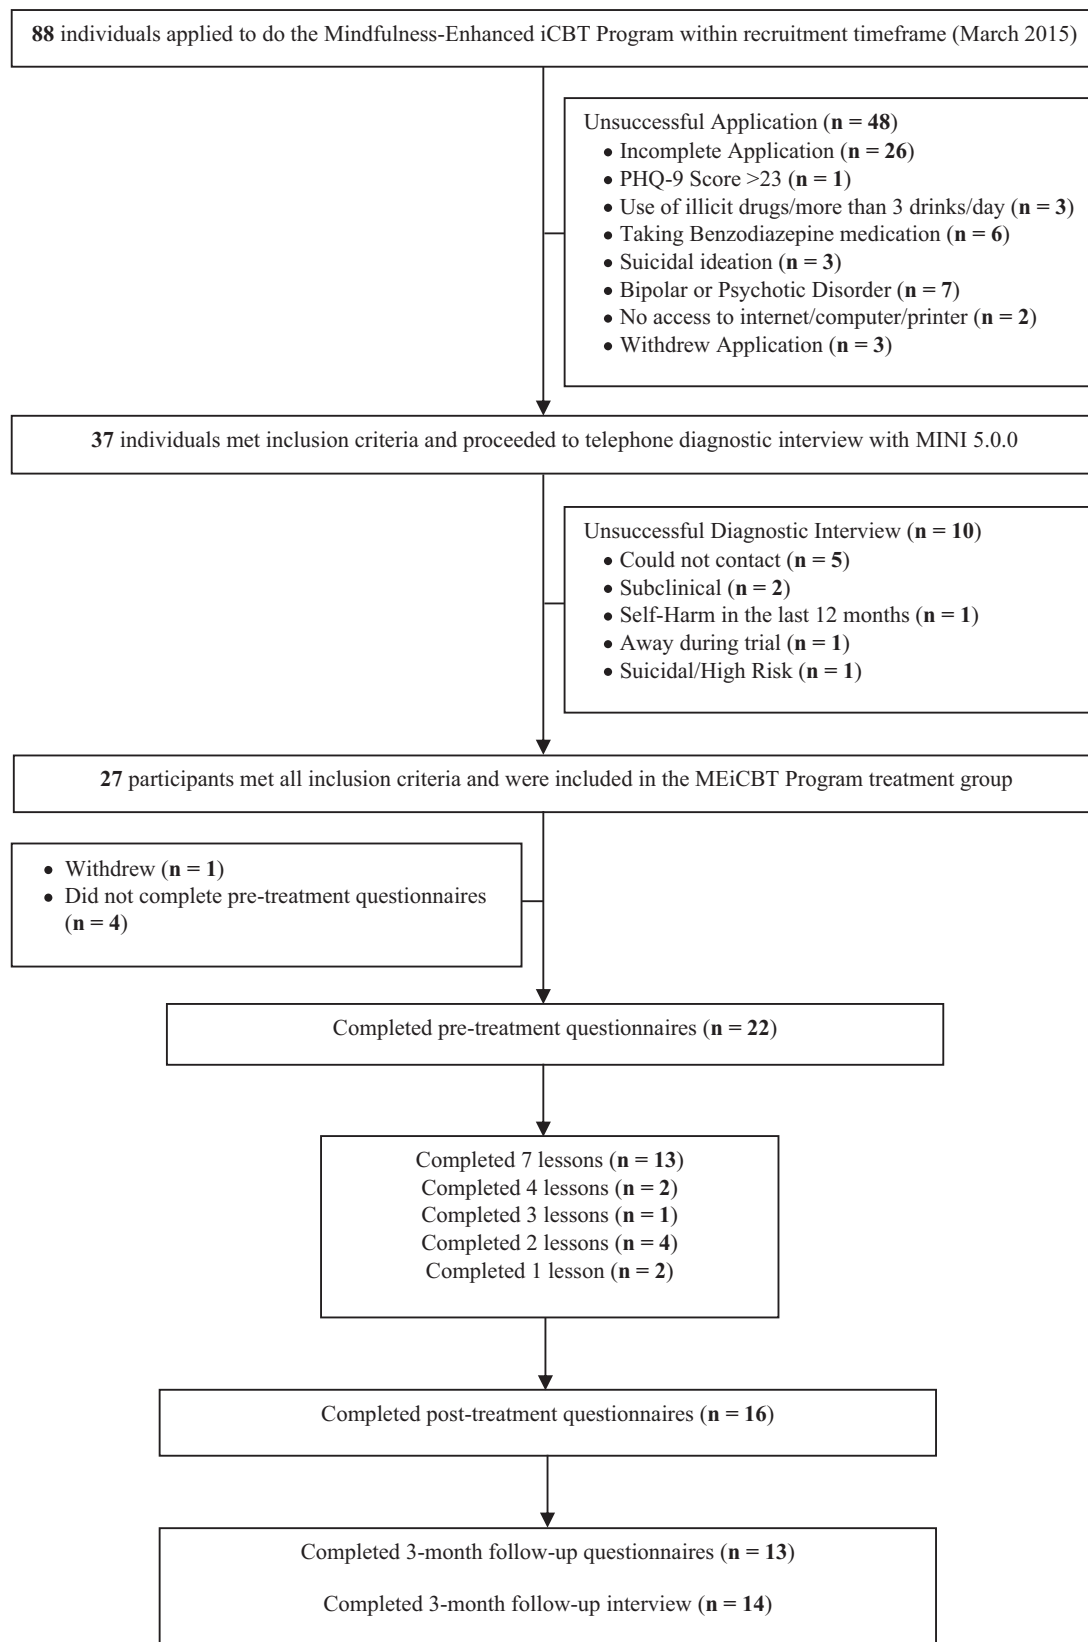 88 individuals applied to do the Mindfulness-Enhanced iCBT Program within recruitment timeframe (March 2015)
Unsuccessful Application (n = 48)
• Incomplete Application (n = 26)
• PHQ-9 Score >23 (n = 1)
• Use of illicit drugs/more than 3 drinks/day (n = 3)
• Taking Benzodiazepine medication (n = 6)
• Suicidal ideation (n = 3)
• Bipolar or Psychotic Disorder (n = 7)
• No access to internet/computer/printer (n = 2)
• Withdrew Application (n = 3)
37 individuals met inclusion criteria and proceeded to telephone diagnostic interview with MINI 5.0.0
Unsuccessful Diagnostic Interview (n = 10)
• Could not contact (n = 5)
• Subclinical (n = 2)
• Self-Harm in the last 12 months (n = 1)
• Away during trial (n = 1)
• Suicidal/High Risk (n = 1)
27 participants met all inclusion criteria and were included in the MEiCBT Program treatment group
• Withdrew (n = 1)
• Did not complete pre-treatment questionnaires
(n = 4)
Completed pre-treatment questionnaires (n = 22)
Completed 7 lessons (n = 13)
Completed 4 lessons (n = 2)
Completed 3 lessons (n = 1)
Completed 2 lessons (n = 4)
Completed 1 lesson (n = 2)
Completed post-treatment questionnaires (n = 16)
Completed 3-month follow-up questionnaires (n = 13)
Completed 3-month follow-up interview (n = 14)